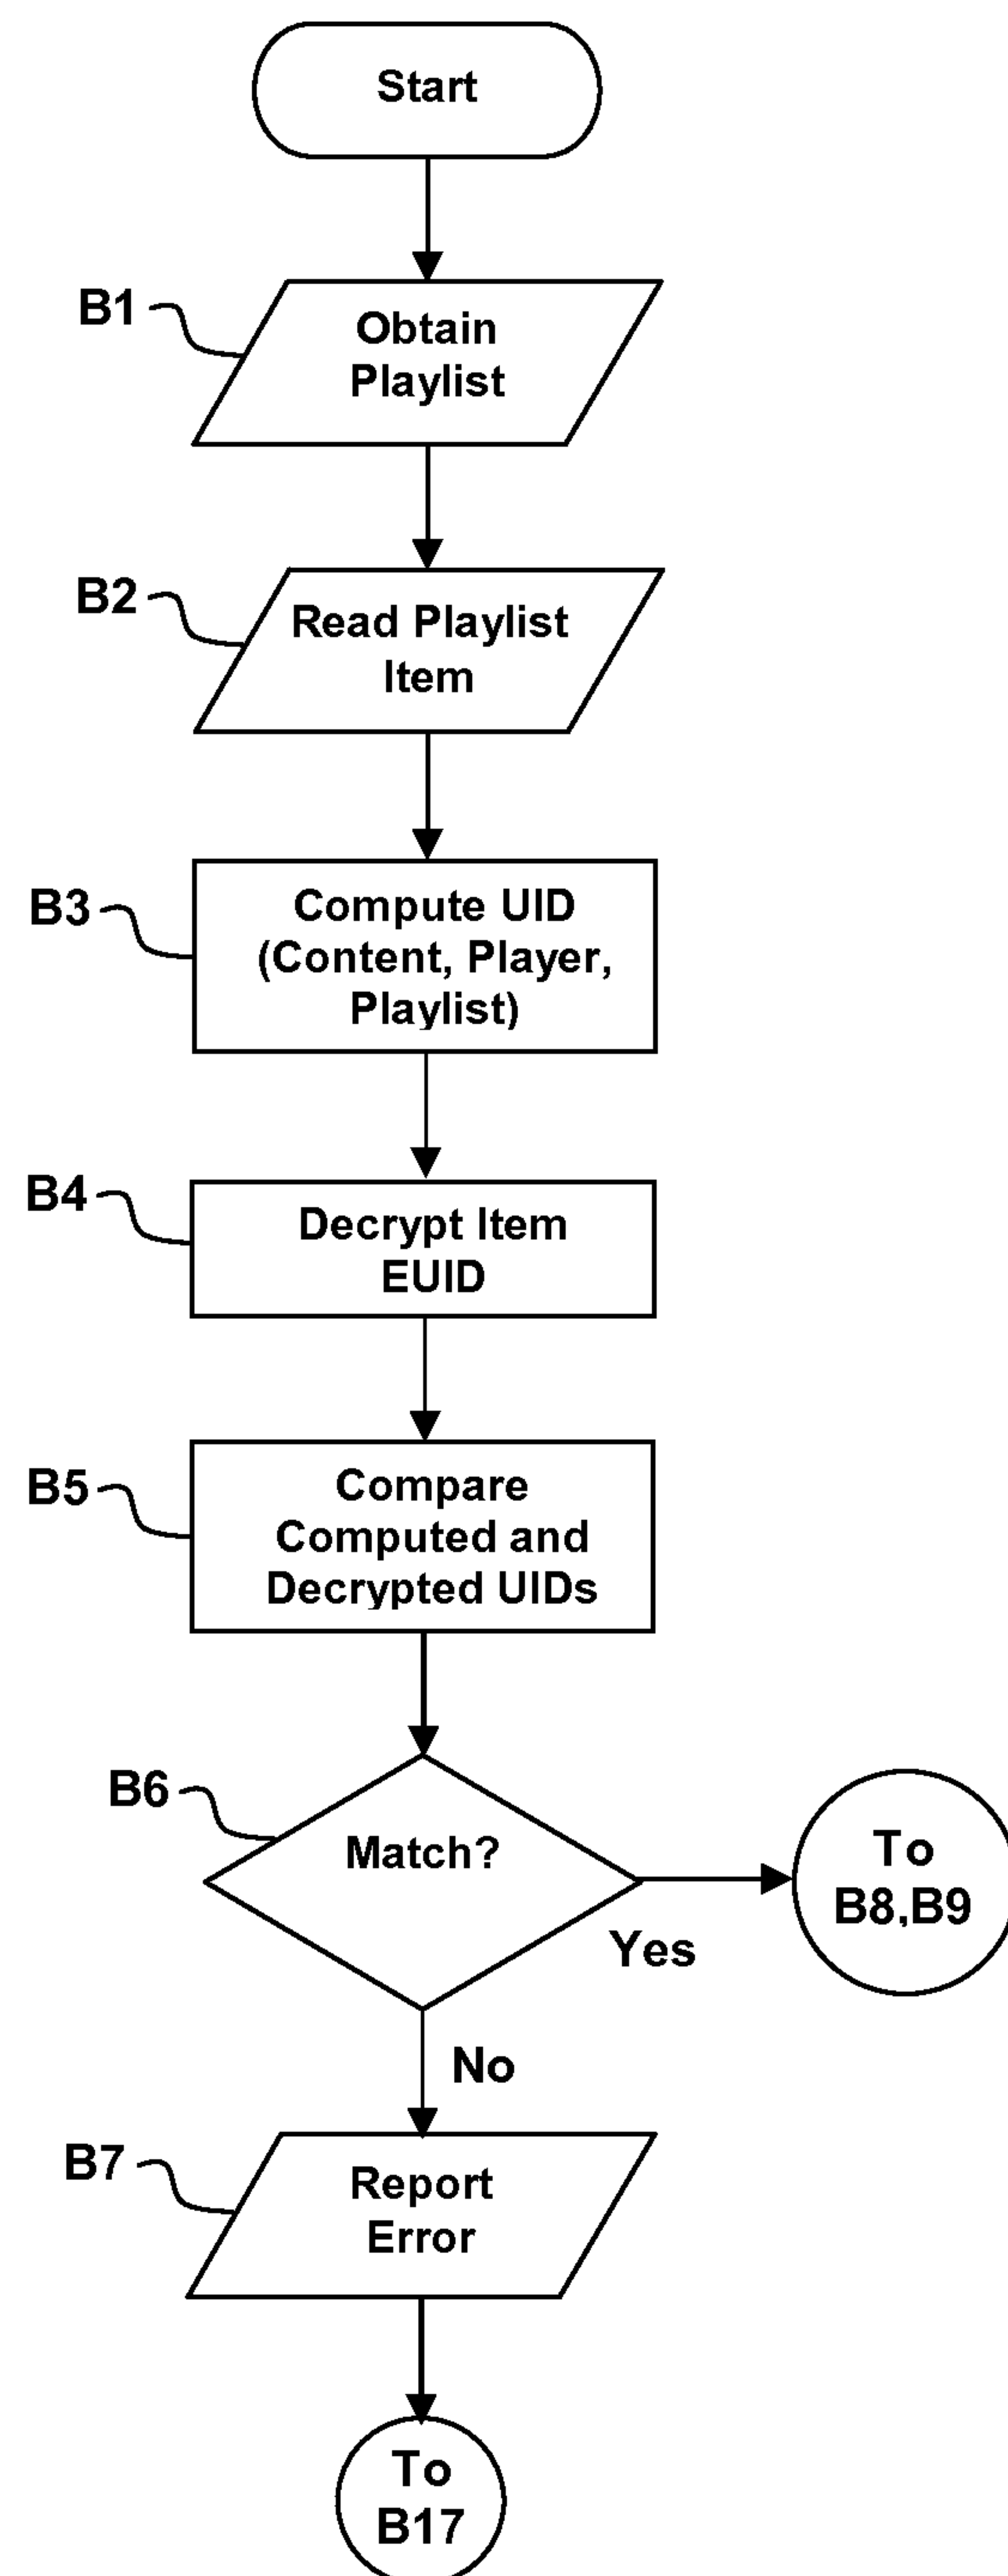 Start
B1
Obtain
Playlist
B2
Read Playlist
Item
B3
Compute UID
(Content, Player,
Playlist)
B4
Decrypt Item
EUID
B5
Compare
Computed and
Decrypted UIDs
B6
Match?
To
B8,B9
Yes
No
B7
Report
Error
To
B17